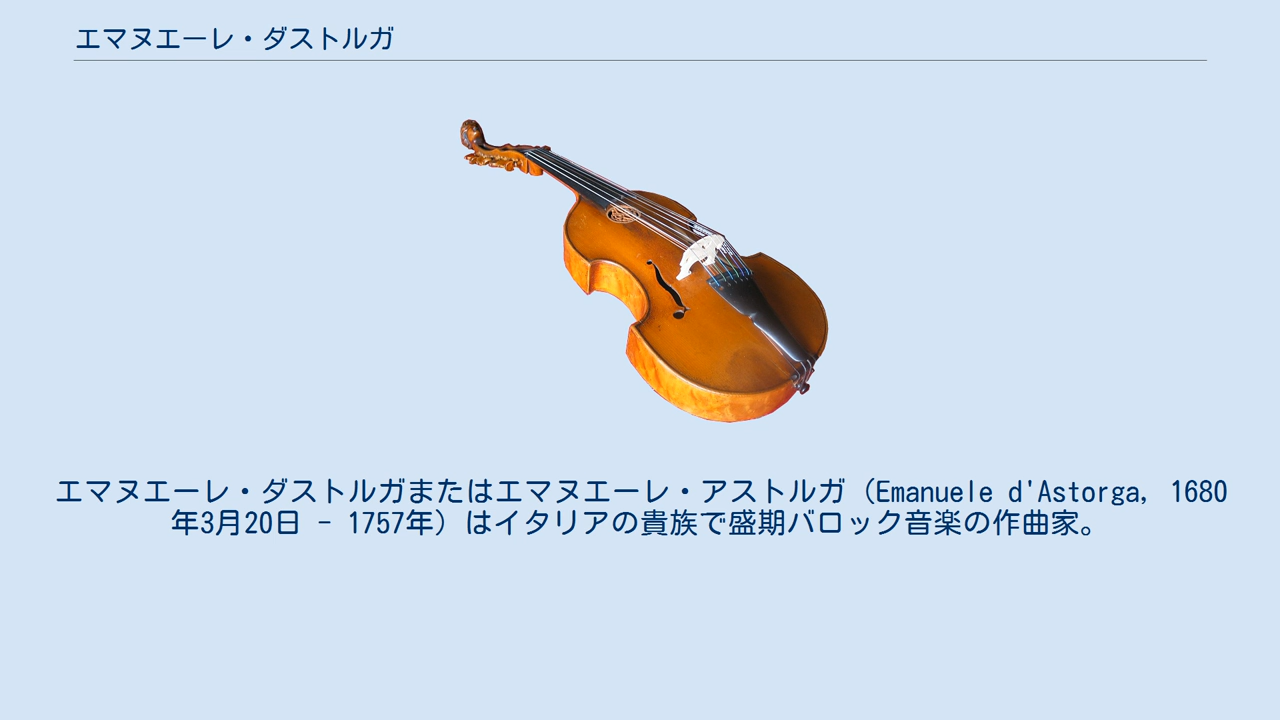 エマヌエーレ・ダストルガ
エマヌエーレ・ダストルガまたはエマヌエーレ・アストルガ（Emanuele d'Astorga, 1680
年3月20日 - 1757年）はイタリアの貴族で盛期バロック音楽の作曲家。